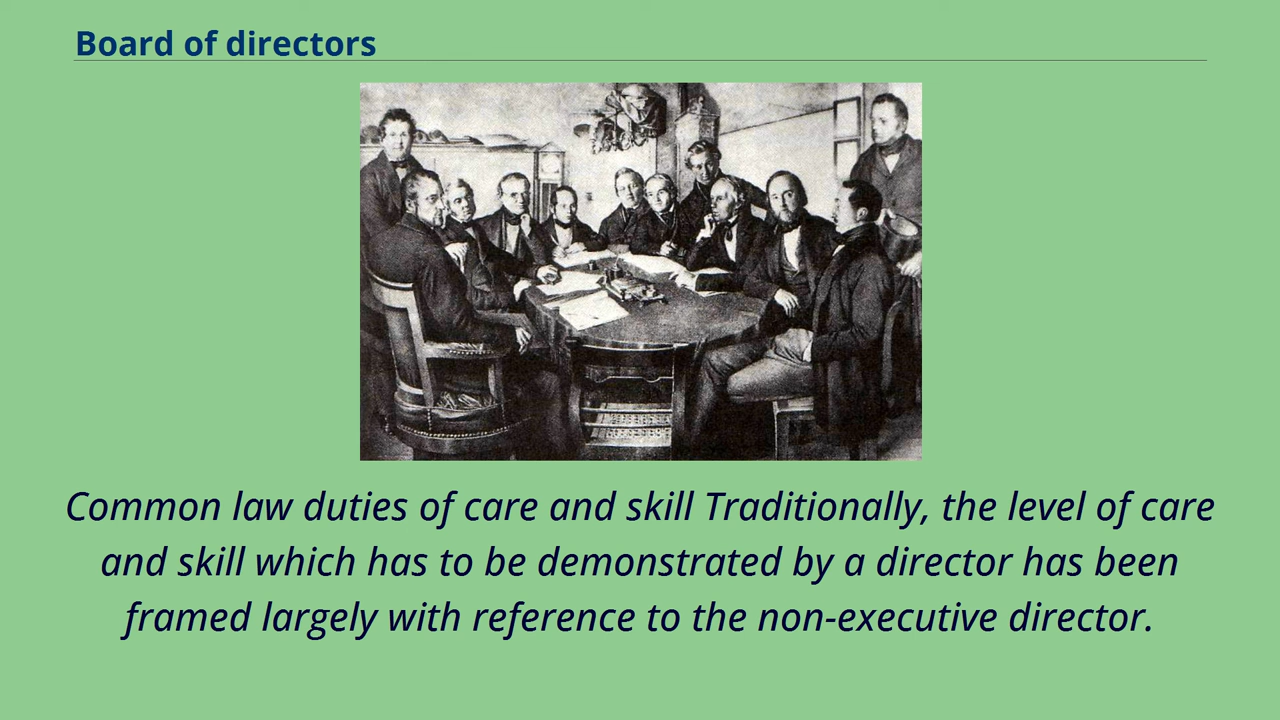 Board of directors
Common law duties of care and skill Traditionally, the level of care
and skill which has to be demonstrated by a director has been
framed largely with reference to the non-executive director.